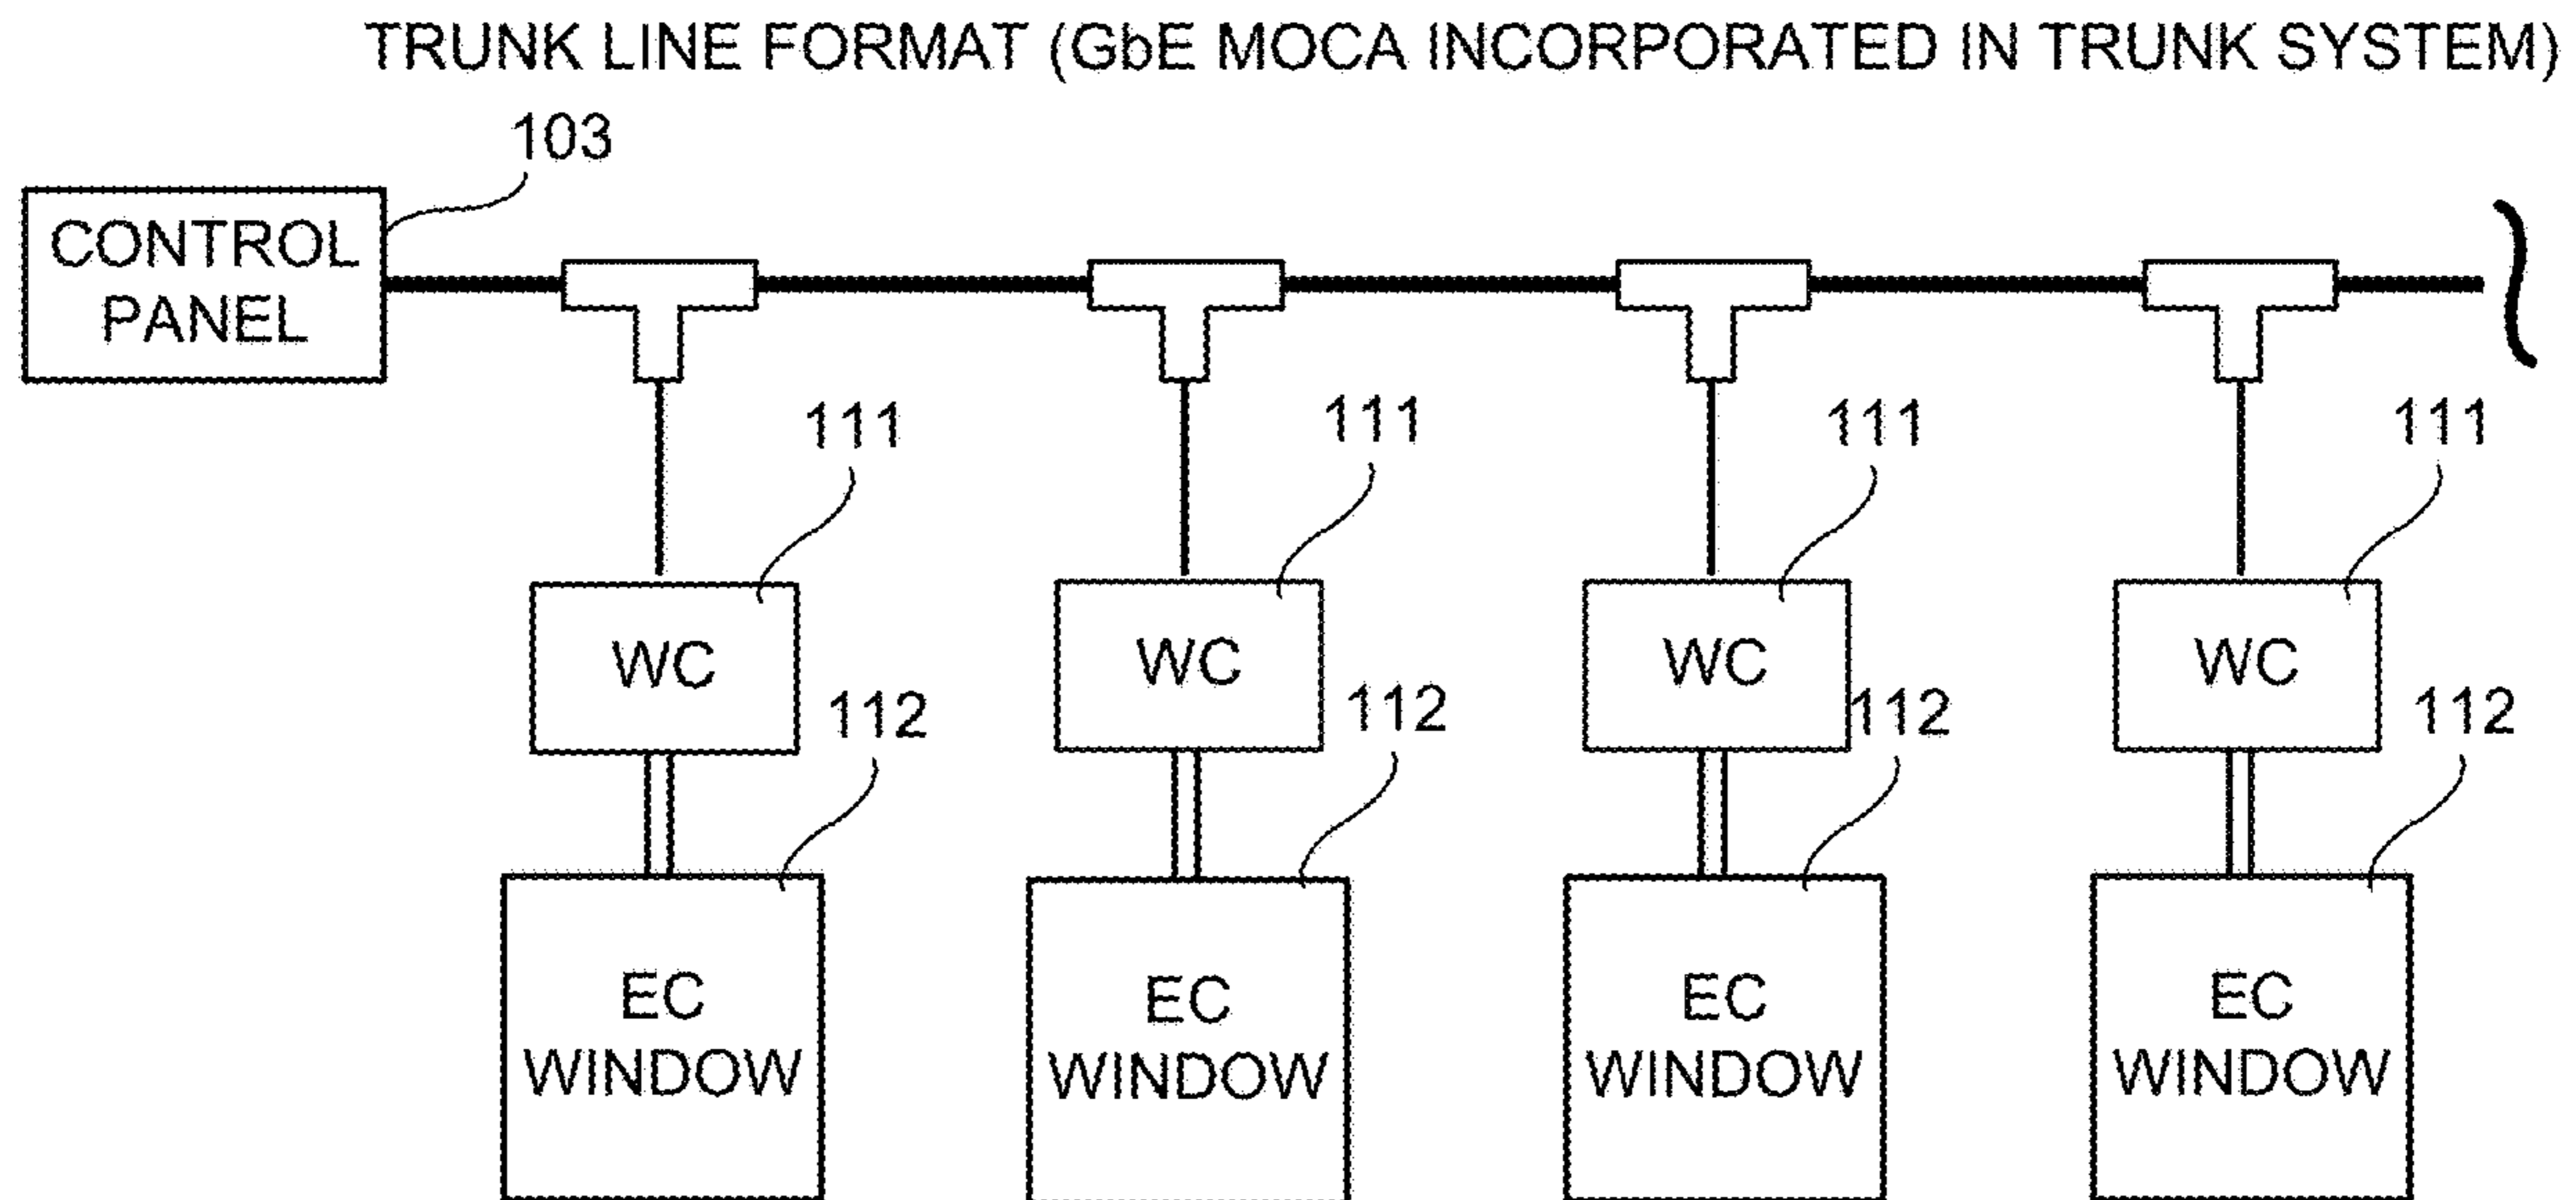 TRUNK LINE FORMAT (GbE MOCA INCORPORATED IN TRUNK SYSTEM)
103
CONTROL
PANEL
111
111
111
111
WC
WC
WC
WC
112
112
112
112
EC
WINDOW
EC
WINDOW
EC
WINDOW
EC
WINDOW